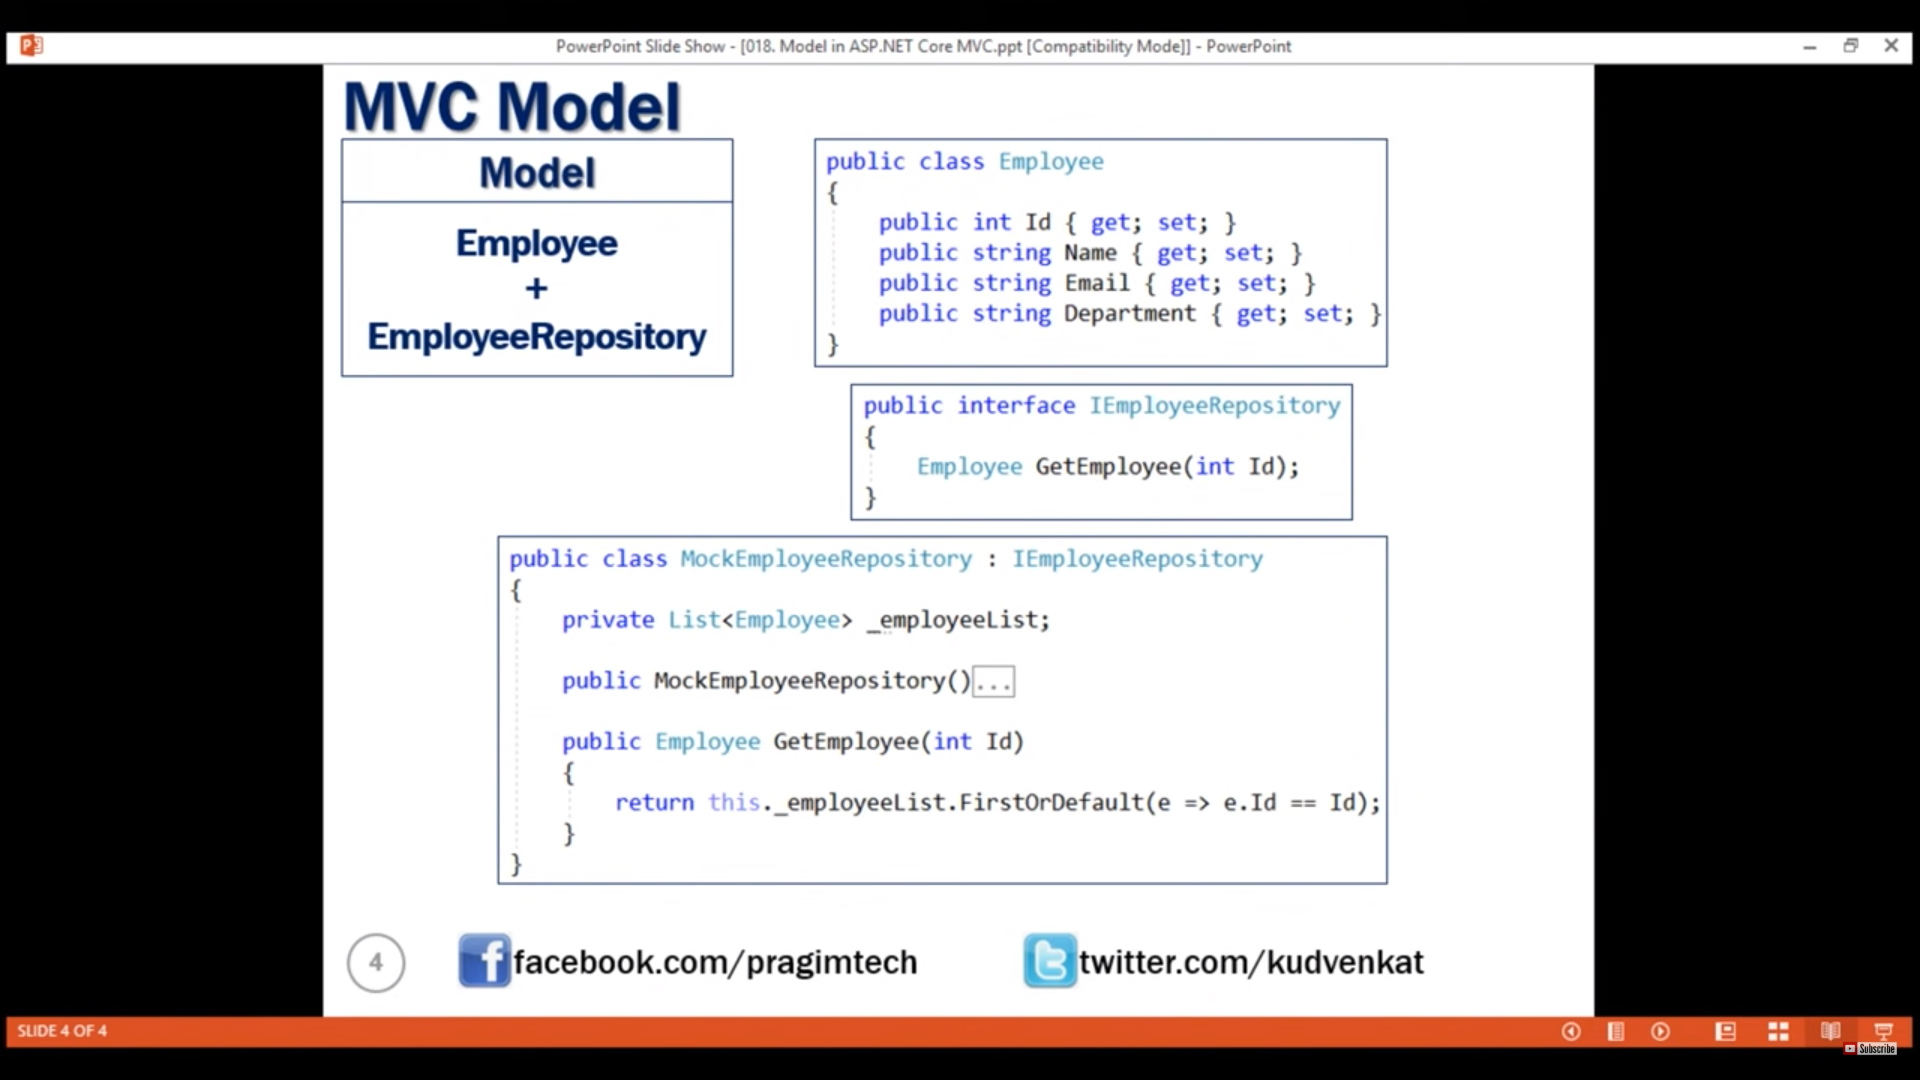 PowerPoint Slide Show - [018. Model in ASP.NET Core MVC.ppt [Compatibility Mode]] - PowerPoint
MVC Model
Model
Employee
+
EmployeeRepository
public class Employee
{
public int Id { get; set; }
public string Name { get; set; }
public string Email { get; set; }
public string Department { get; set; }
}
public interface IEmployeeRepository
{
Employee GetEmployee(int Id);
}
public class MockEmployeeRepository : IEmployeeRepository
{
private List<Employee> _employeeList;
public MockEmployeeRepository()...
public Employee GetEmployee(int Id)
{
return this._employeeList.FirstOrDefault(e => e.Id == Id);
}
}
4
facebook.com/pragimtech
twitter.com/kudvenkat
SLIDE 4 OF 4
Subscribe